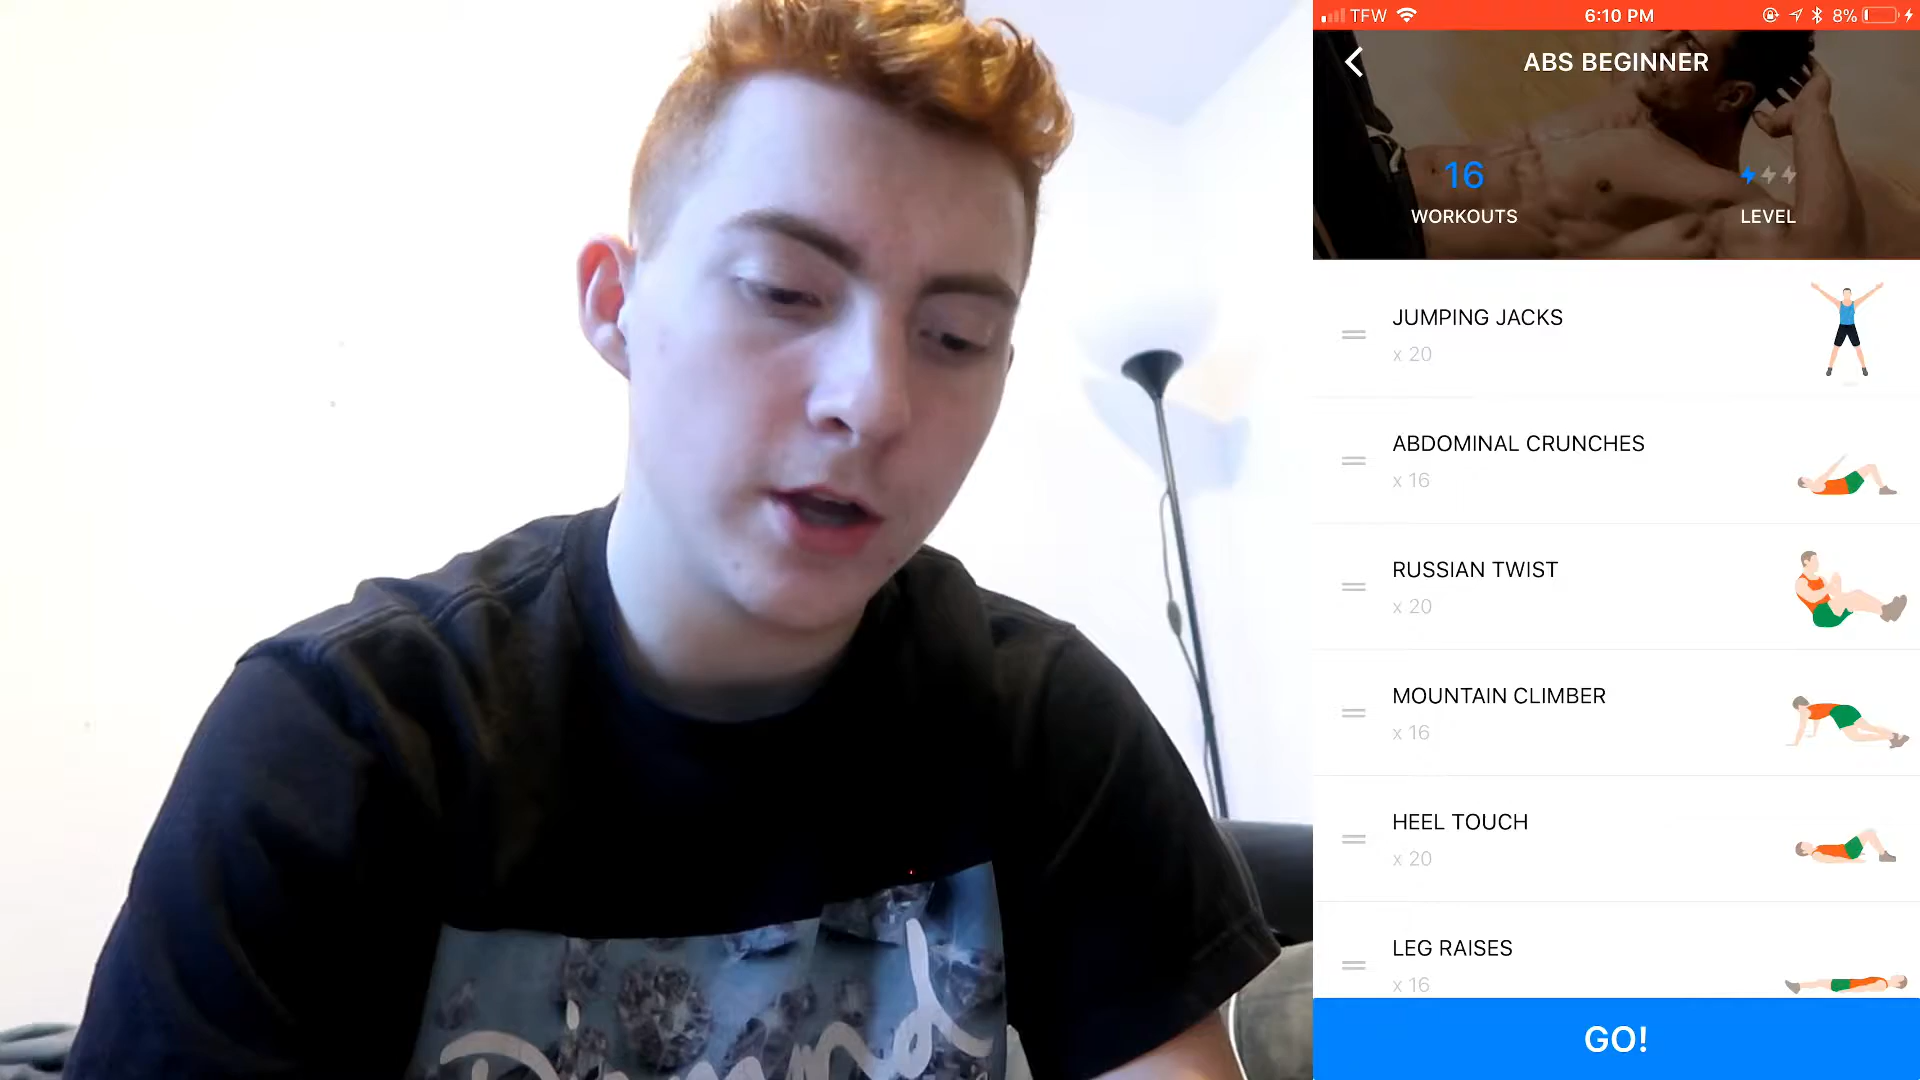 TFW
6:10 PM
8%
ABS BEGINNER
16
WORKOUTS
LEVEL
JUMPING JACKS
x 20
ABDOMINAL CRUNCHES
x 16
RUSSIAN TWIST
x 20
MOUNTAIN CLIMBER
x 16
HEEL TOUCH
x 20
LEG RAISES
x 16
GO!
Diamond